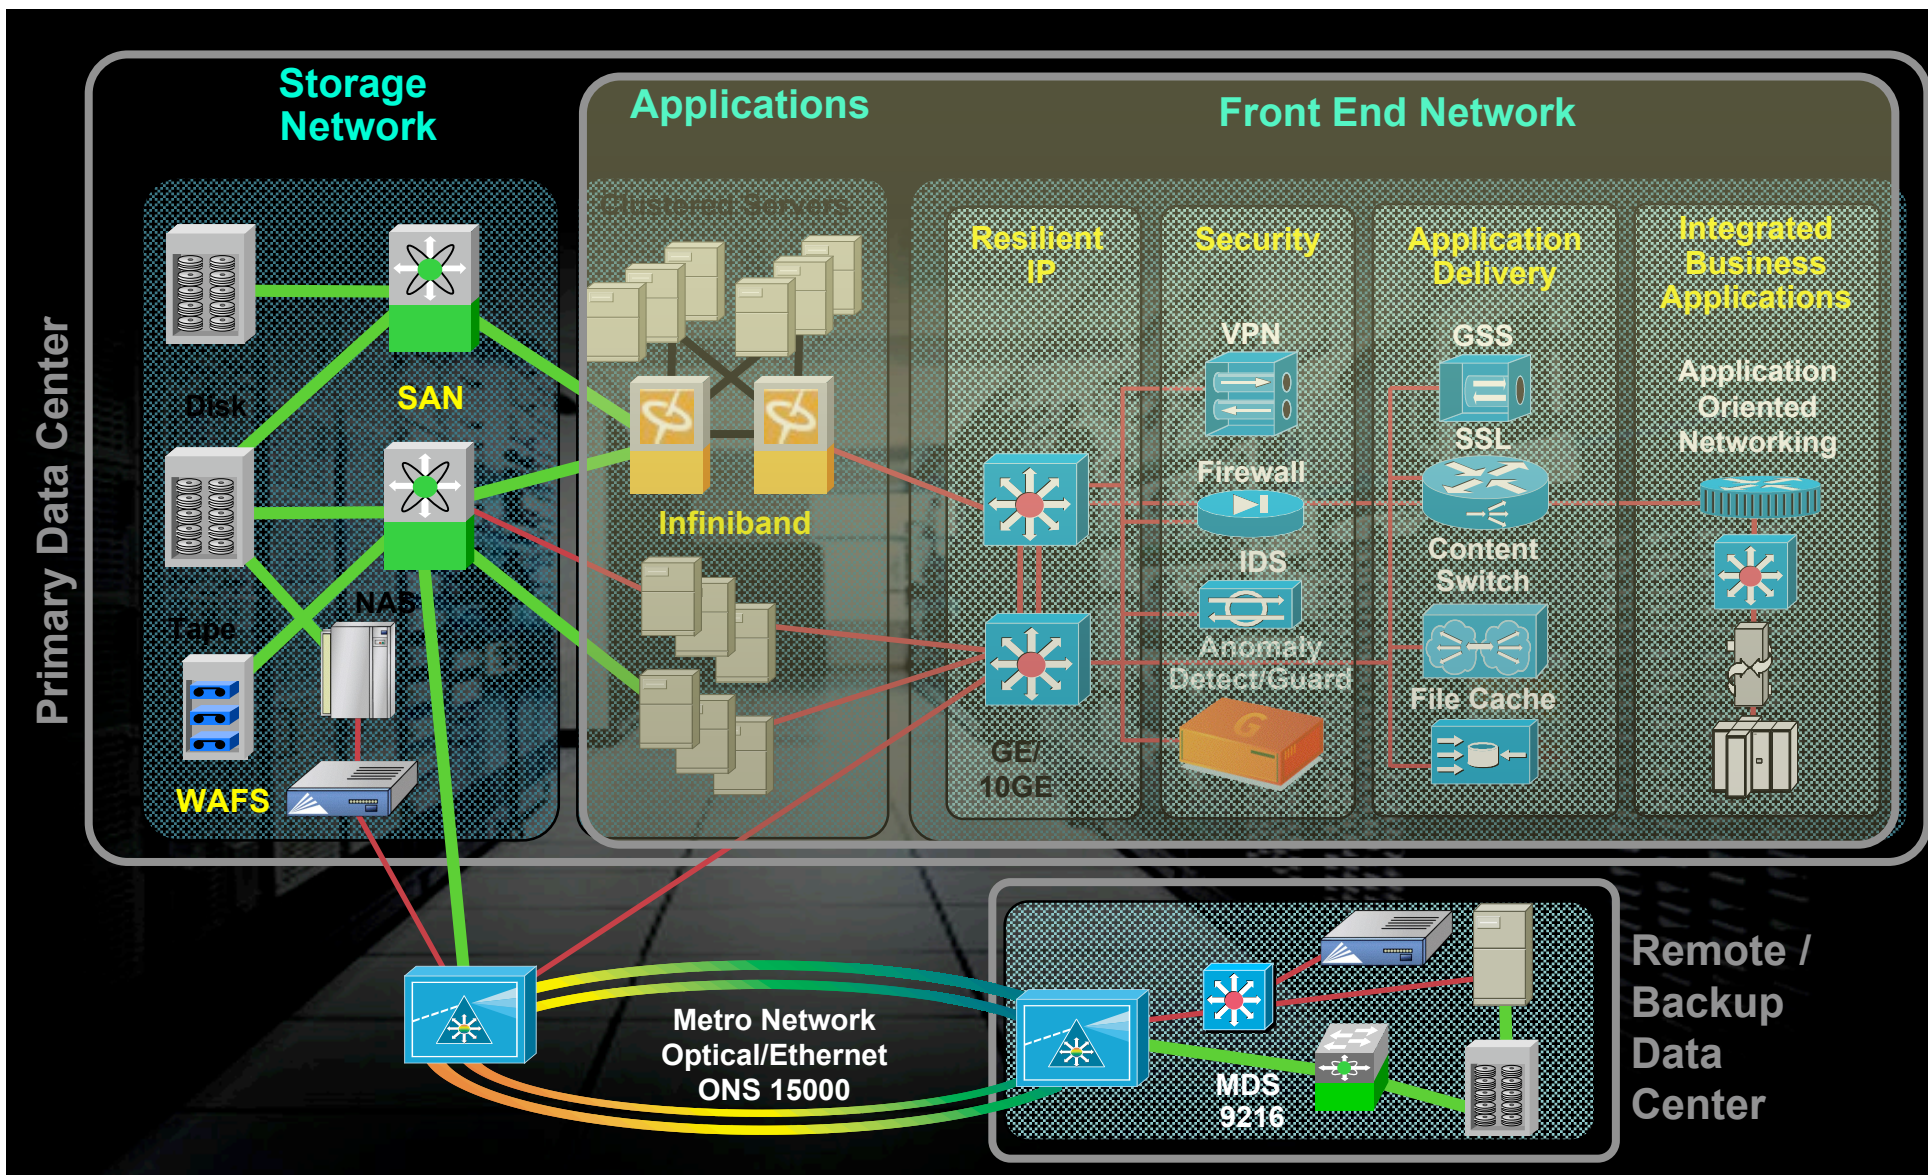 Storage
Network
Applications
Front End Network
Primary Data Center
Clustered Servers
Resilient
IP
Security
Application
Delivery
Integrated
Business
Applications
VPN
GSS
Application
Oriented
Networking
Disk
SAN
SSL
Firewall
Infiniband
Content
Switch
IDS
NAS
Tape
Anomaly
Detect/Guard
File Cache
G
GE/
10GE
WAFS
Metro Network
Optical/Ethernet
ONS 15000
MDS
9216
Remote /
Backup
Data
Center